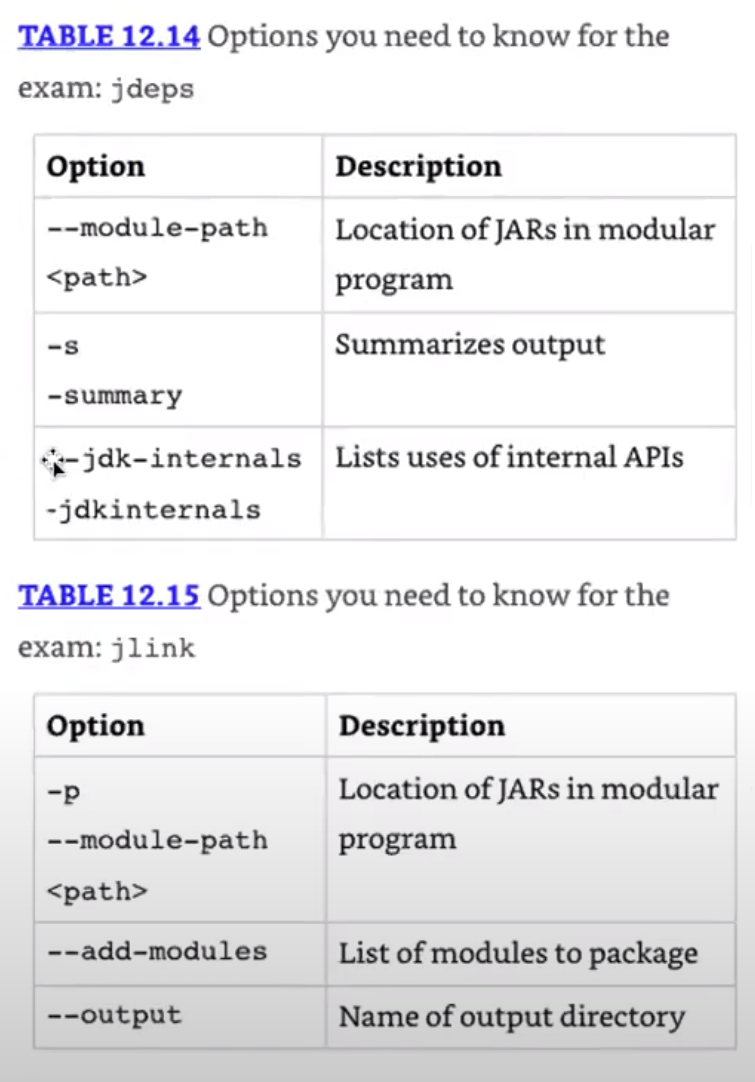 TABLE 12.14 Options you need to know for the
exam: jdeps
Option Description
--module-path Location of JARs in modular
<path> program
-s Summarizes output
-summary
--jdk-internals Lists uses of internal APIs
-jdkinternals
TABLE 12.15 Options you need to know for the
exam: jlink
Option Description
-p Location of JARs in modular
--module-path program
<path>
--add-modules List of modules to package
--output Name of output directory